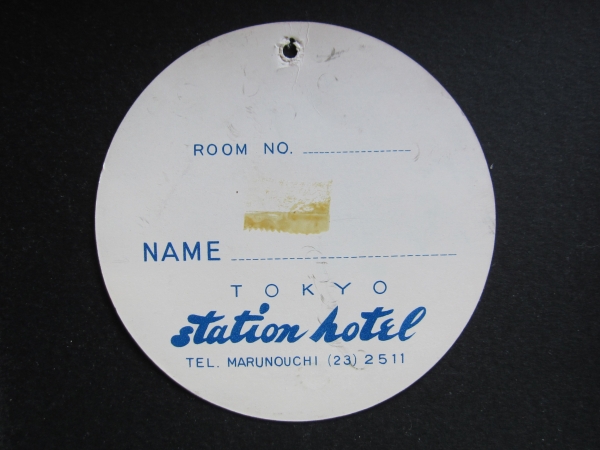 ROOM NO.
NAME
TOKYO
station hotel
TEL. MARUNOUCHI (23) 2511